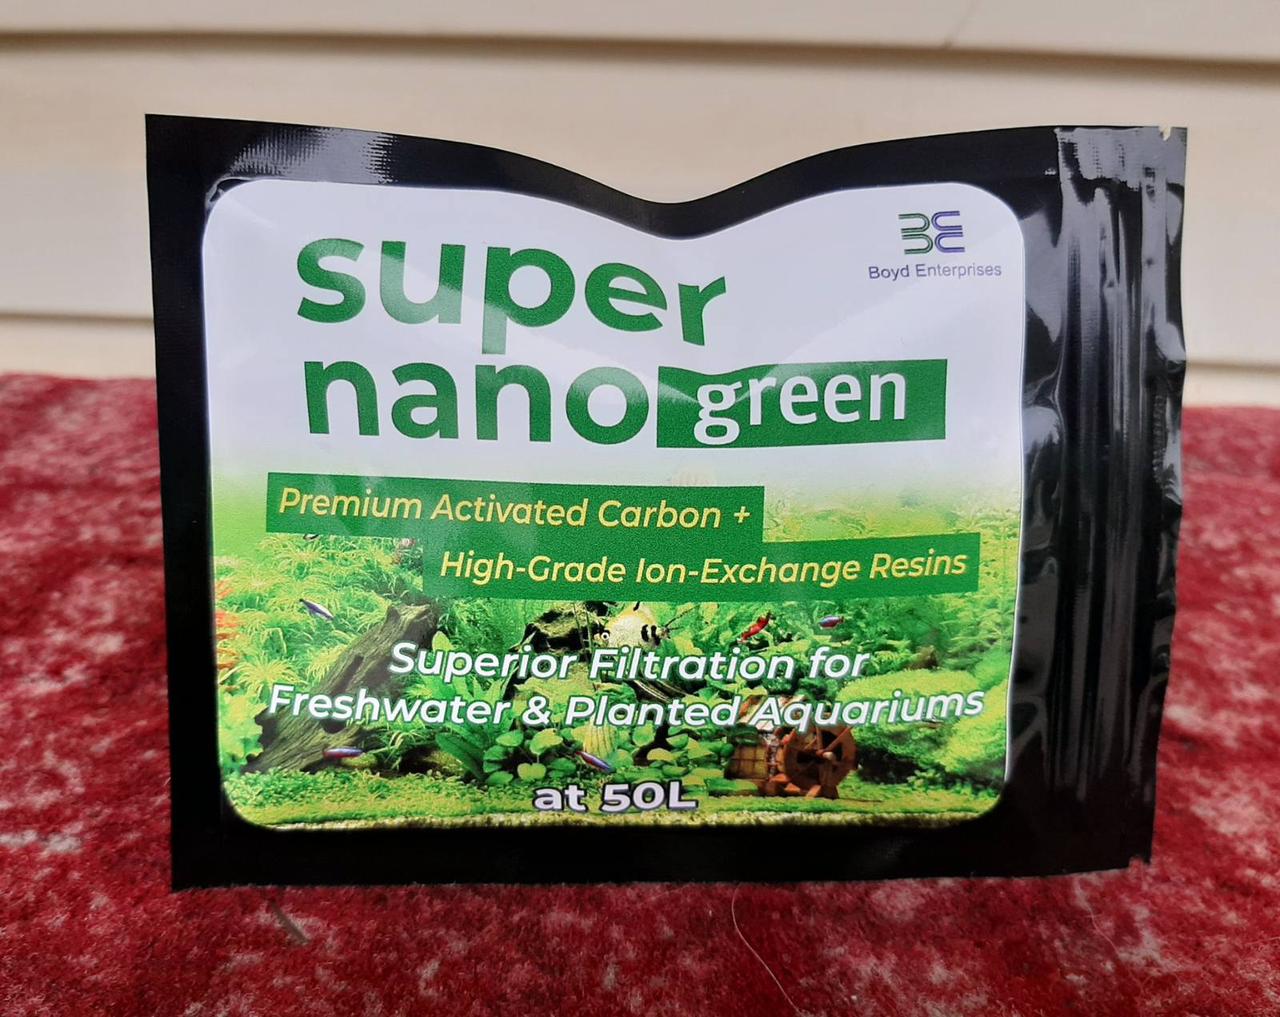 Boyd Enterprises
super
nano green
Premium Activated Carbon +
High-Grade Ion-Exchange Resins
Superior Filtration for
Freshwater & Planted Aquariums
at 50L